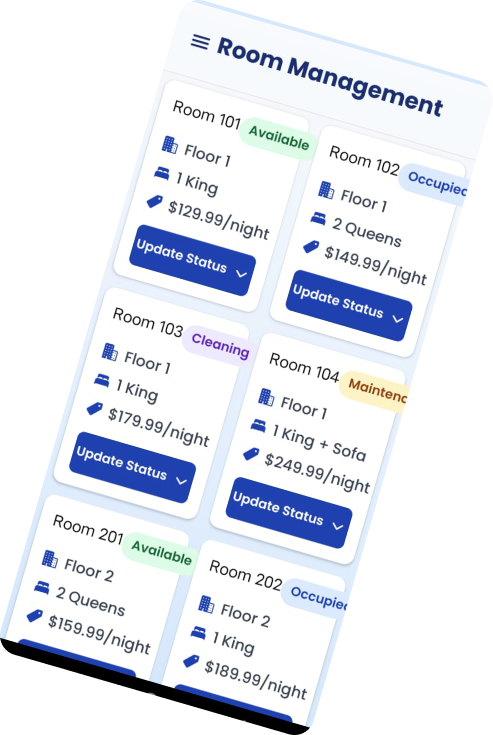 Room Management
Room 101 Available
Floor 1
1 King
$129.99/night
Update Status
Room 102 Occupied
Floor 1
2 Queens
$149.99/night
Update Status
Room 103 Cleaning
Floor 1
1 King
$179.99/night
Update Status
Room 104 Maintenc
Floor 1
1 King + Sofa
$249.99/night
Update Status
Room 201 Available
Floor 2
2 Queens
$159.99/night
Room 202 Occupied
Floor 2
1 King
$189.99/night